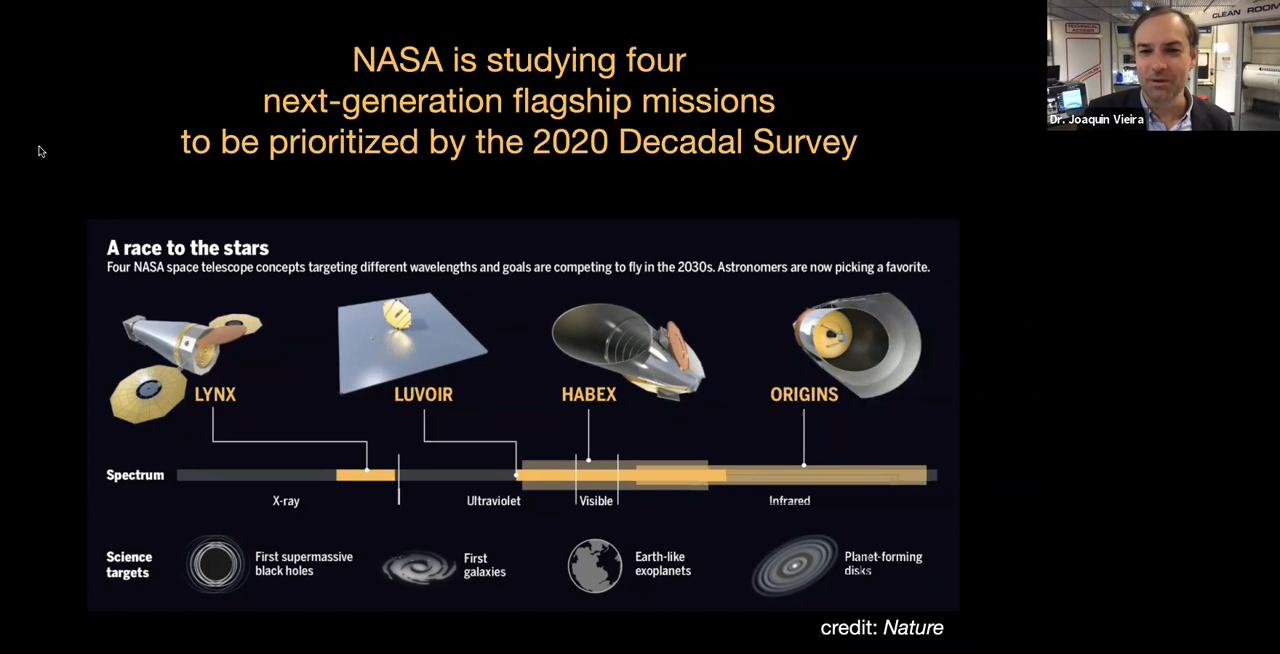 NASA is studying four
next-generation flagship missions
to be prioritized by the 2020 Decadal Survey
CLEAN ROOM
TECHNICAL
ACCESS
Dr. Joaquin Vieira
A race to the stars
Four NASA space telescope concepts targeting different wavelengths and goals are competing to fly in the 2030s. Astronomers are now picking a favorite.
LYNX
LUVOIR
HABEX
ORIGINS
Spectrum
X-ray
Ultraviolet
Visible
Infrared
Science
targets
First supermassive
black holes
First
galaxies
Earth-like
exoplanets
Planet-forming
disks
credit: Nature